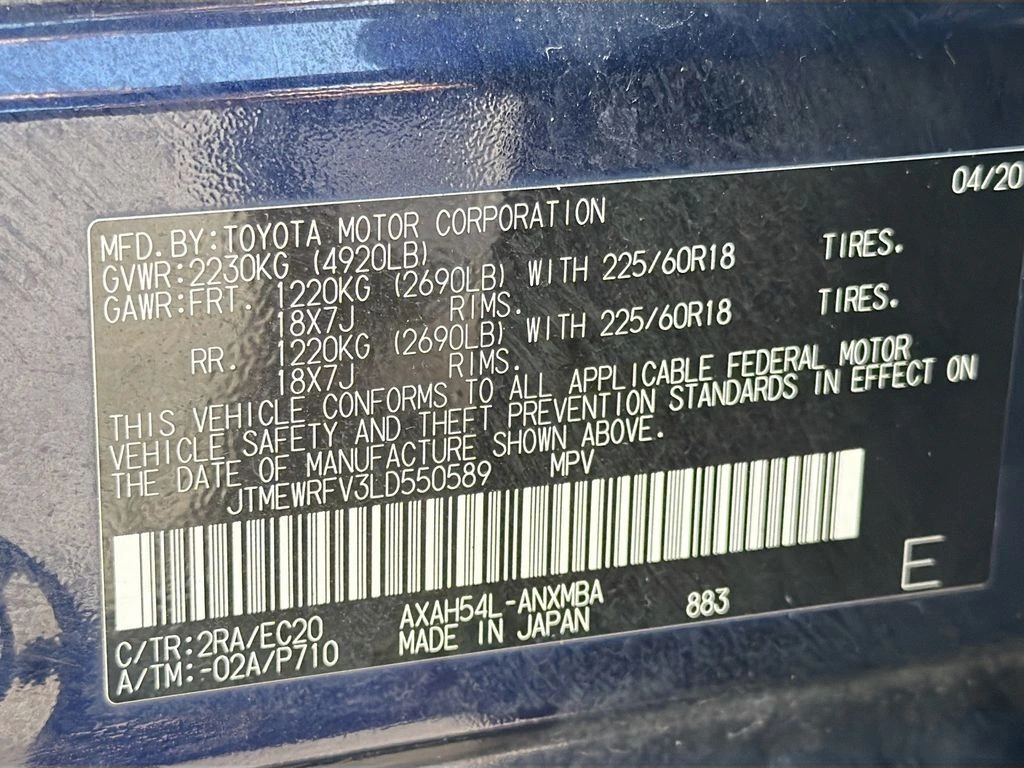 04/20
MFD. BY:TOYOTA MOTOR CORPORATION
GVWR:2230KG (4920LB)
GAWR:FRT. 1220KG (2690LB) WITH 225/60R18 TIRES.
18X7J RIMS.
RR. 1220KG (2690LB) WITH 225/60R18 TIRES.
18X7J RIMS.
THIS VEHICLE CONFORMS TO ALL APPLICABLE FEDERAL MOTOR
VEHICLE SAFETY AND THEFT PREVENTION STANDARDS IN EFFECT ON
THE DATE OF MANUFACTURE SHOWN ABOVE.
JTMEWRFV3LD550589 MPV
E
C/TR:2RA/EC20 AXAH54L-ANXMBA 883
A/TM:-02A/P710 MADE IN JAPAN